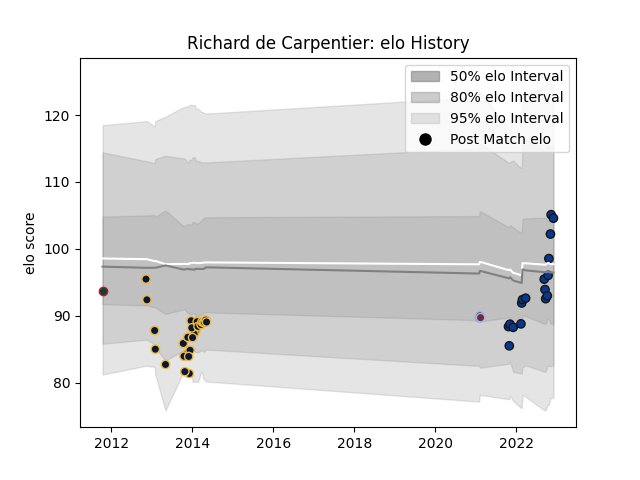 Richard de Carpentier: elo History
50% elo Interval
80% elo Interval
95% elo Interval
Post Match elo
elo score
120
110
100
90
80
2012 2014 2016 2018 2020 2022